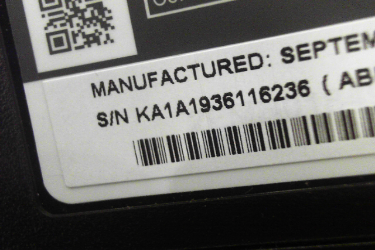 MANUFACTURED: SEPTEM
S/N KA1A1936116236 ( AB